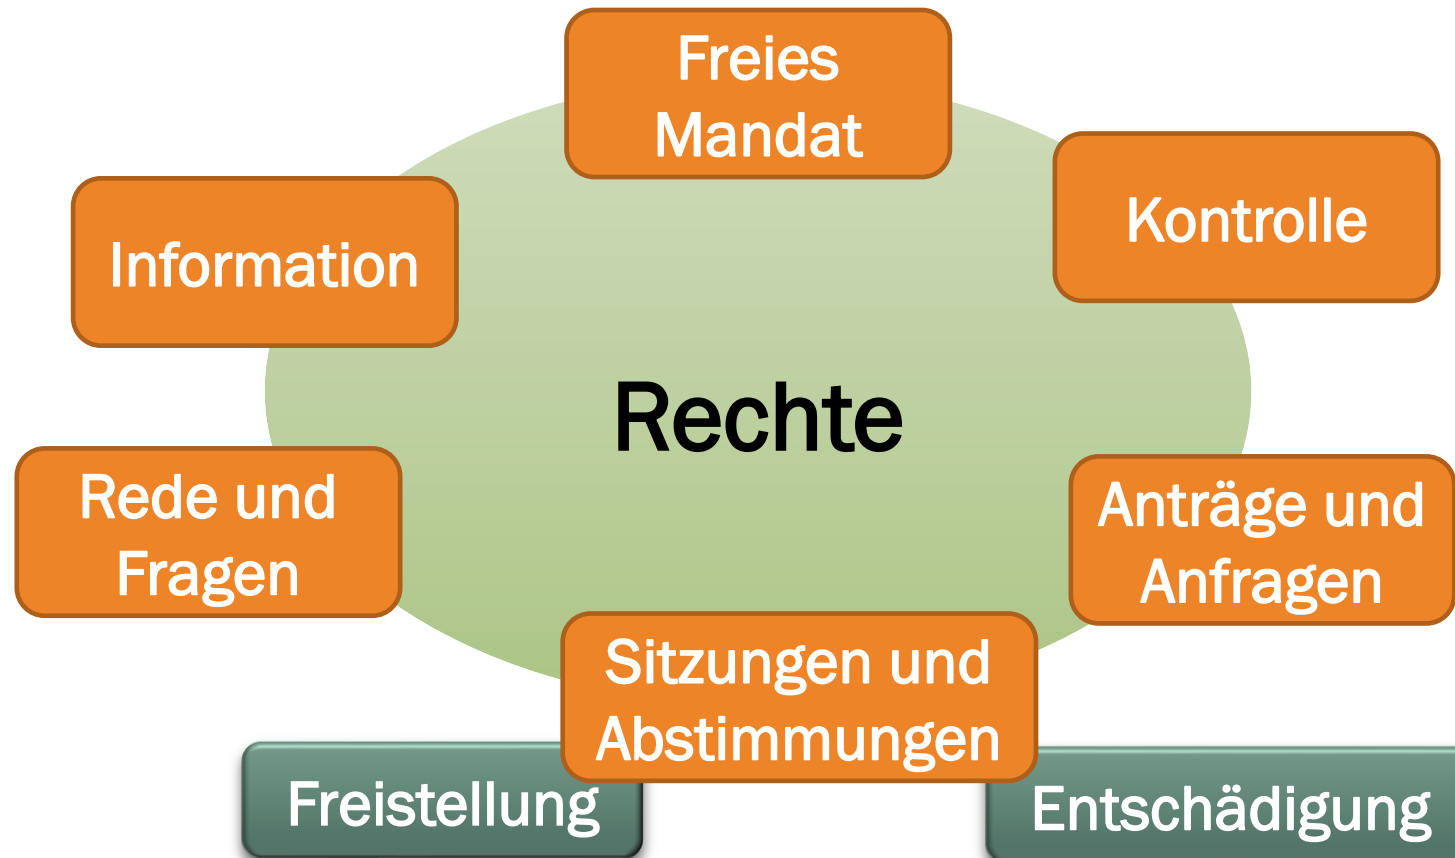 Freies
Mandat
Kontrolle
Information
Rechte
Rede und
Fragen
Anträge und
Anfragen
Sitzungen und
Abstimmungen
Freistellung
Entschädigung